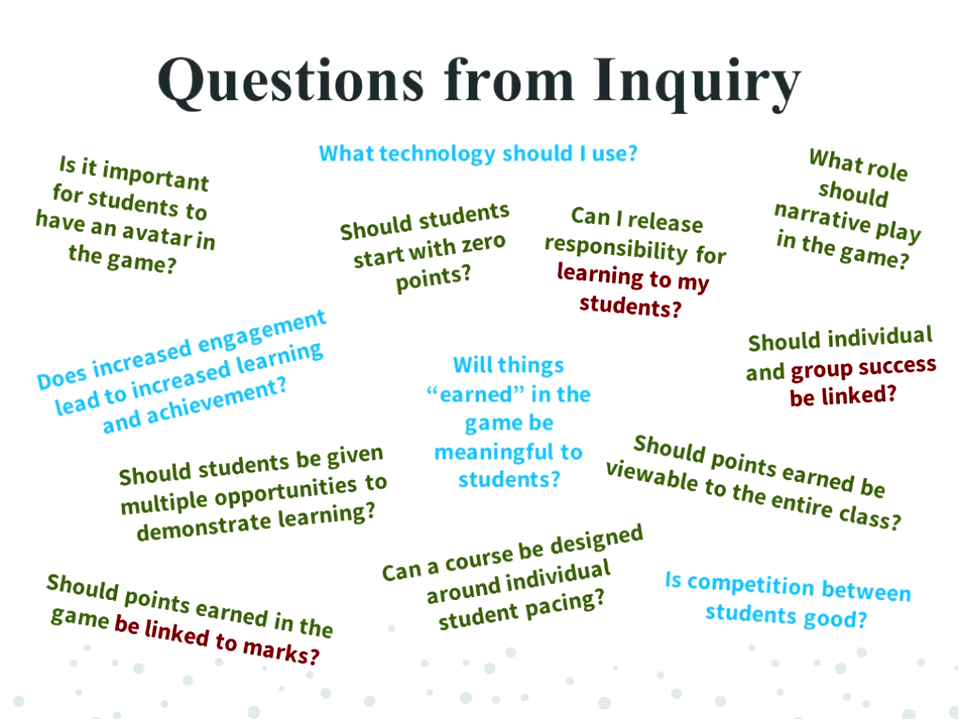 Questions from Inquiry
What technology should I use?
Is it important
for students to
have an avatar in
the game?
Should students
start with zero
points?
Can I release
responsibility for
learning to my
students?
What role
should
narrative play
in the game?
Does increased engagement
lead to increased learning
and achievement?
Will things
“earned” in the
game be
meaningful to
students?
Should individual
and group success
be linked?
Should students be given
multiple opportunities to
demonstrate learning?
Should points earned be
viewable to the entire class?
Can a course be designed
around individual
student pacing?
Should points earned in the
game be linked to marks?
Is competition between
students good?